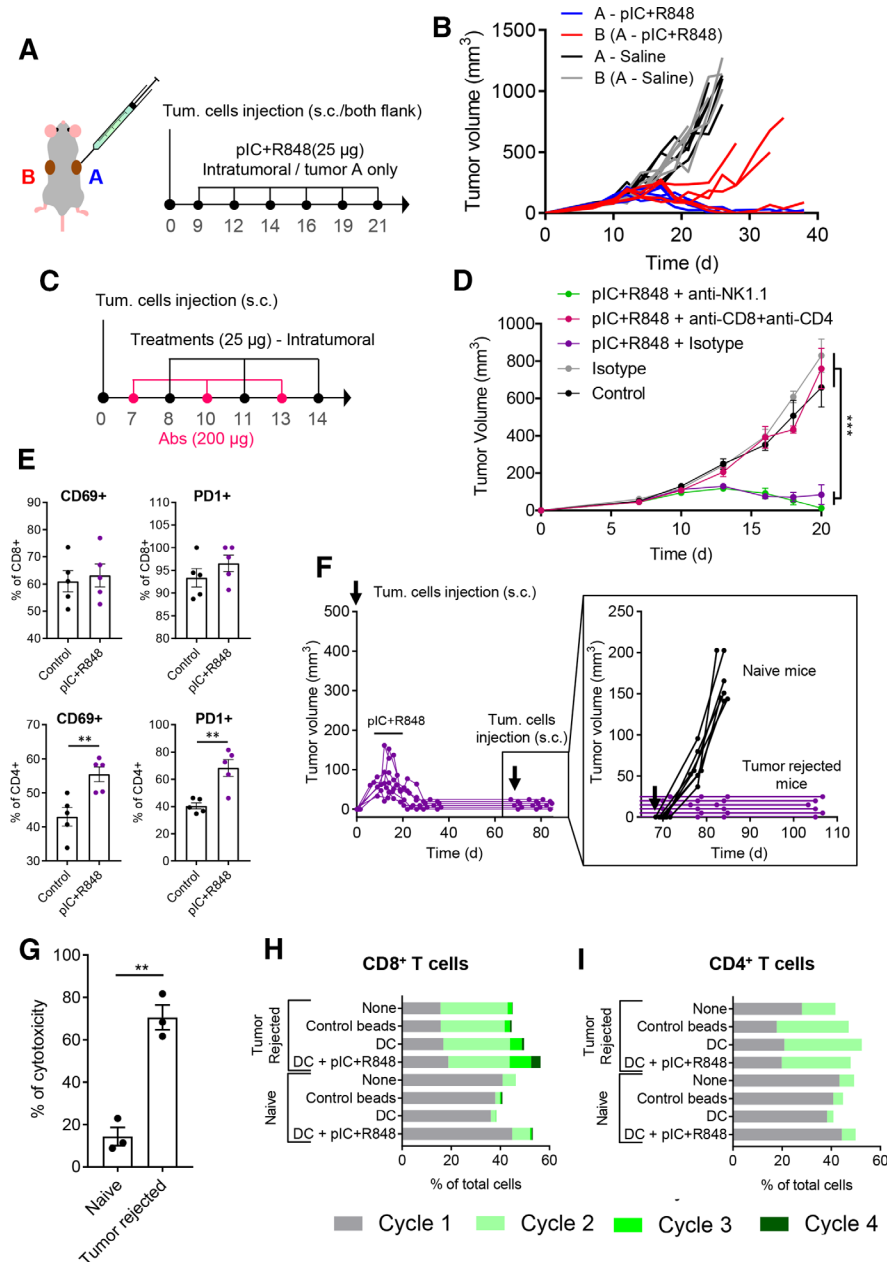 A
B
A
Tum. cells injection (s.c./both flank)
pIC+R848(25 µg)
Intratumoral / tumor A only
0 9 12 14 16 19 21
B
A - pIC+R848
B (A - pIC+R848)
A - Saline
B (A - Saline)
Tumor volume (mm3)
1500
1000
500
0
0 10 20 30 40
Time (d)
C
Tum. cells injection (s.c.)
Treatments (25 µg) - Intratumoral
0 7 8 10 11 13 14
Abs (200 µg)
D
pIC+R848 + anti-NK1.1
pIC+R848 + anti-CD8+anti-CD4
pIC+R848 + Isotype
Isotype
Control
Tumor Volume (mm3)
1000
800
600
400
200
0
0 5 10 15 20
Time (d)
***
E
CD69+
% of CD8+
90
80
70
60
50
40
Control
pIC+R848
PD1+
% of CD8+
110
105
100
95
90
85
80
Control
pIC+R848
CD69+
**
% of CD4+
70
60
50
40
30
Control
pIC+R848
PD1+
**
% of CD4+
100
80
60
40
20
0
Control
pIC+R848
F
Tum. cells injection (s.c.)
Tumor volume (mm3)
500
400
300
200
100
0
pIC+R848
Tum. cells
injection (s.c.)
0 20 40 60 80
Time (d)
Tumor volume (mm3)
250
200
150
100
50
0
Naive mice
Tumor rejected
mice
70 80 90 100 110
Time (d)
G
% of cytotoxicity
100
80
60
40
20
0
**
Naive
Tumor rejected
H
CD8+ T cells
Tumor
Rejected
None
Control beads
DC
DC + pIC+R848
Naive
None
Control beads
DC
DC + pIC+R848
0 20 40 60
% of total cells
I
CD4+ T cells
Tumor
Rejected
None
Control beads
DC
DC + pIC+R848
Naive
None
Control beads
DC
DC + pIC+R848
0 20 40 60
% of total cells
Cycle 1 Cycle 2 Cycle 3 Cycle 4